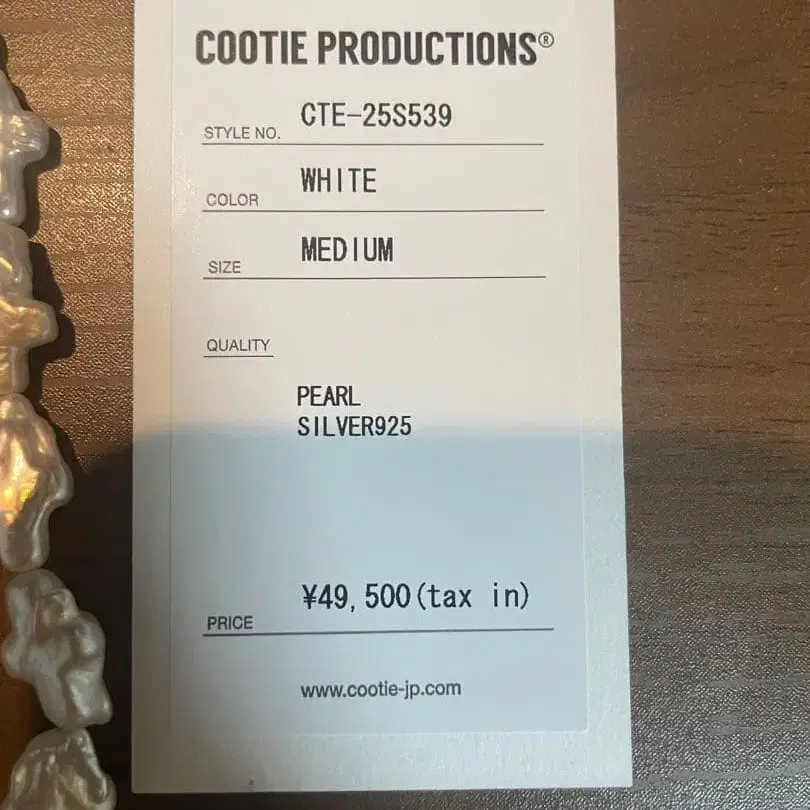 COOTIE PRODUCTIONS®
STYLE NO. CTE-25S539
COLOR WHITE
SIZE MEDIUM
QUALITY
PEARL
SILVER925
PRICE ¥49,500(tax in)
www.cootie-jp.com